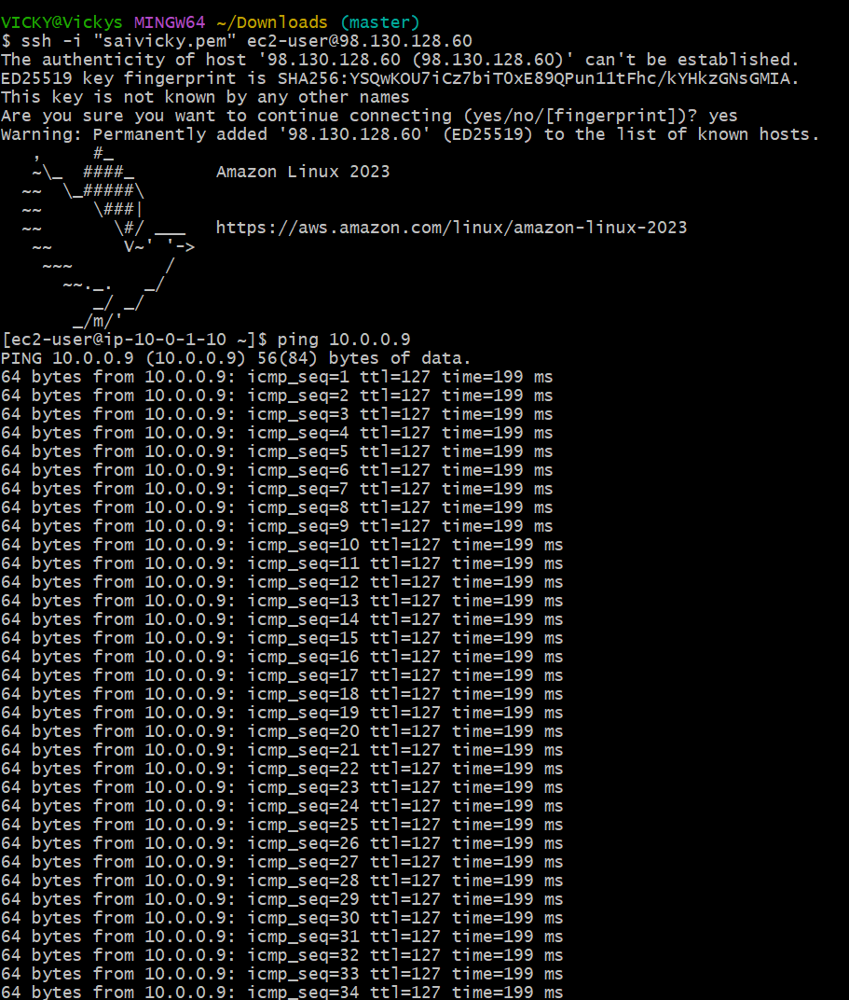 VICKY@Vickys MINGW64 ~/Downloads (master)
$ ssh -i "saivicky.pem" ec2-user@98.130.128.60
The authenticity of host '98.130.128.60 (98.130.128.60)' can't be established.
ED25519 key fingerprint is SHA256:YSQwKOU7iCz7biTOxE89QPun11tFhc/kYHkzGNsGMIA.
This key is not known by any other names
Are you sure you want to continue connecting (yes/no/[fingerprint])? yes
Warning: Permanently added '98.130.128.60' (ED25519) to the list of known hosts.
   ,     #_
   ~\_  ####_        Amazon Linux 2023
  ~~  \_#####\
  ~~     \###|
  ~~       \#/ ___   https://aws.amazon.com/linux/amazon-linux-2023
   ~~       V~' '->
    ~~~         /
      ~~._.   _/
         _/ _/
       _/m/'
[ec2-user@ip-10-0-1-10 ~]$ ping 10.0.0.9
PING 10.0.0.9 (10.0.0.9) 56(84) bytes of data.
64 bytes from 10.0.0.9: icmp_seq=1 ttl=127 time=199 ms
64 bytes from 10.0.0.9: icmp_seq=2 ttl=127 time=199 ms
64 bytes from 10.0.0.9: icmp_seq=3 ttl=127 time=199 ms
64 bytes from 10.0.0.9: icmp_seq=4 ttl=127 time=199 ms
64 bytes from 10.0.0.9: icmp_seq=5 ttl=127 time=199 ms
64 bytes from 10.0.0.9: icmp_seq=6 ttl=127 time=199 ms
64 bytes from 10.0.0.9: icmp_seq=7 ttl=127 time=199 ms
64 bytes from 10.0.0.9: icmp_seq=8 ttl=127 time=199 ms
64 bytes from 10.0.0.9: icmp_seq=9 ttl=127 time=199 ms
64 bytes from 10.0.0.9: icmp_seq=10 ttl=127 time=199 ms
64 bytes from 10.0.0.9: icmp_seq=11 ttl=127 time=199 ms
64 bytes from 10.0.0.9: icmp_seq=12 ttl=127 time=199 ms
64 bytes from 10.0.0.9: icmp_seq=13 ttl=127 time=199 ms
64 bytes from 10.0.0.9: icmp_seq=14 ttl=127 time=199 ms
64 bytes from 10.0.0.9: icmp_seq=15 ttl=127 time=199 ms
64 bytes from 10.0.0.9: icmp_seq=16 ttl=127 time=199 ms
64 bytes from 10.0.0.9: icmp_seq=17 ttl=127 time=199 ms
64 bytes from 10.0.0.9: icmp_seq=18 ttl=127 time=199 ms
64 bytes from 10.0.0.9: icmp_seq=19 ttl=127 time=199 ms
64 bytes from 10.0.0.9: icmp_seq=20 ttl=127 time=199 ms
64 bytes from 10.0.0.9: icmp_seq=21 ttl=127 time=199 ms
64 bytes from 10.0.0.9: icmp_seq=22 ttl=127 time=199 ms
64 bytes from 10.0.0.9: icmp_seq=23 ttl=127 time=199 ms
64 bytes from 10.0.0.9: icmp_seq=24 ttl=127 time=199 ms
64 bytes from 10.0.0.9: icmp_seq=25 ttl=127 time=199 ms
64 bytes from 10.0.0.9: icmp_seq=26 ttl=127 time=199 ms
64 bytes from 10.0.0.9: icmp_seq=27 ttl=127 time=199 ms
64 bytes from 10.0.0.9: icmp_seq=28 ttl=127 time=199 ms
64 bytes from 10.0.0.9: icmp_seq=29 ttl=127 time=199 ms
64 bytes from 10.0.0.9: icmp_seq=30 ttl=127 time=199 ms
64 bytes from 10.0.0.9: icmp_seq=31 ttl=127 time=199 ms
64 bytes from 10.0.0.9: icmp_seq=32 ttl=127 time=199 ms
64 bytes from 10.0.0.9: icmp_seq=33 ttl=127 time=199 ms
64 bytes from 10.0.0.9: icmp_seq=34 ttl=127 time=199 ms